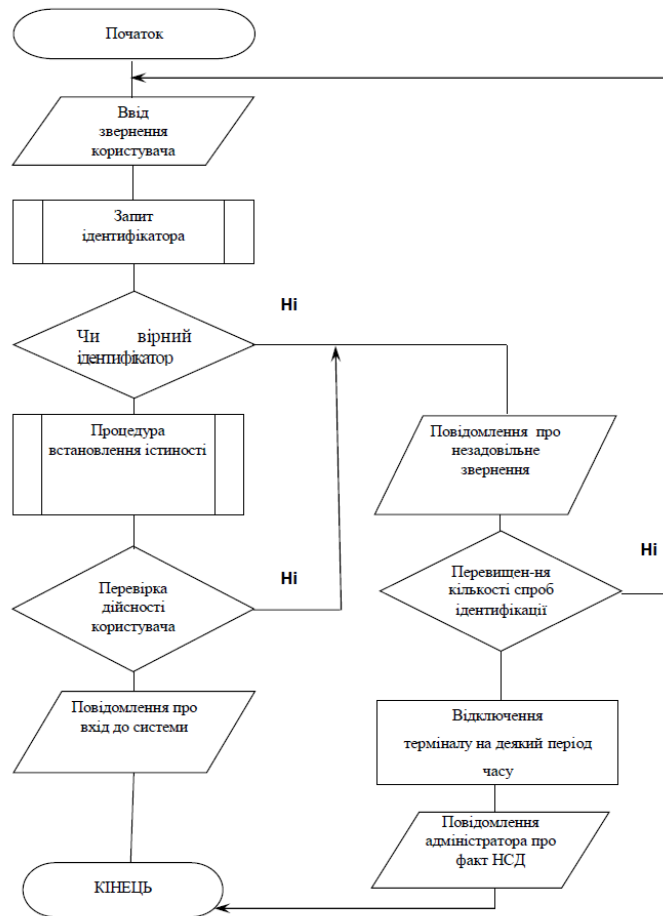 Початок
Ввід
звернення
користувача
Запит
ідентифікатора
Ні
Чи вірний
ідентифікатор
Процедура
встановлення істиності
Повідомлення про
незадовільне
звернення
Ні
Перевірка
дійсності
користувача
Ні
Перевищен-ня
кількості спроб
ідентифікації
Повідомлення про
вхід до системи
Відключення
терміналу на деякий період
часу
Повідомлення
адміністратора про
факт НСД
КІНЕЦЬ